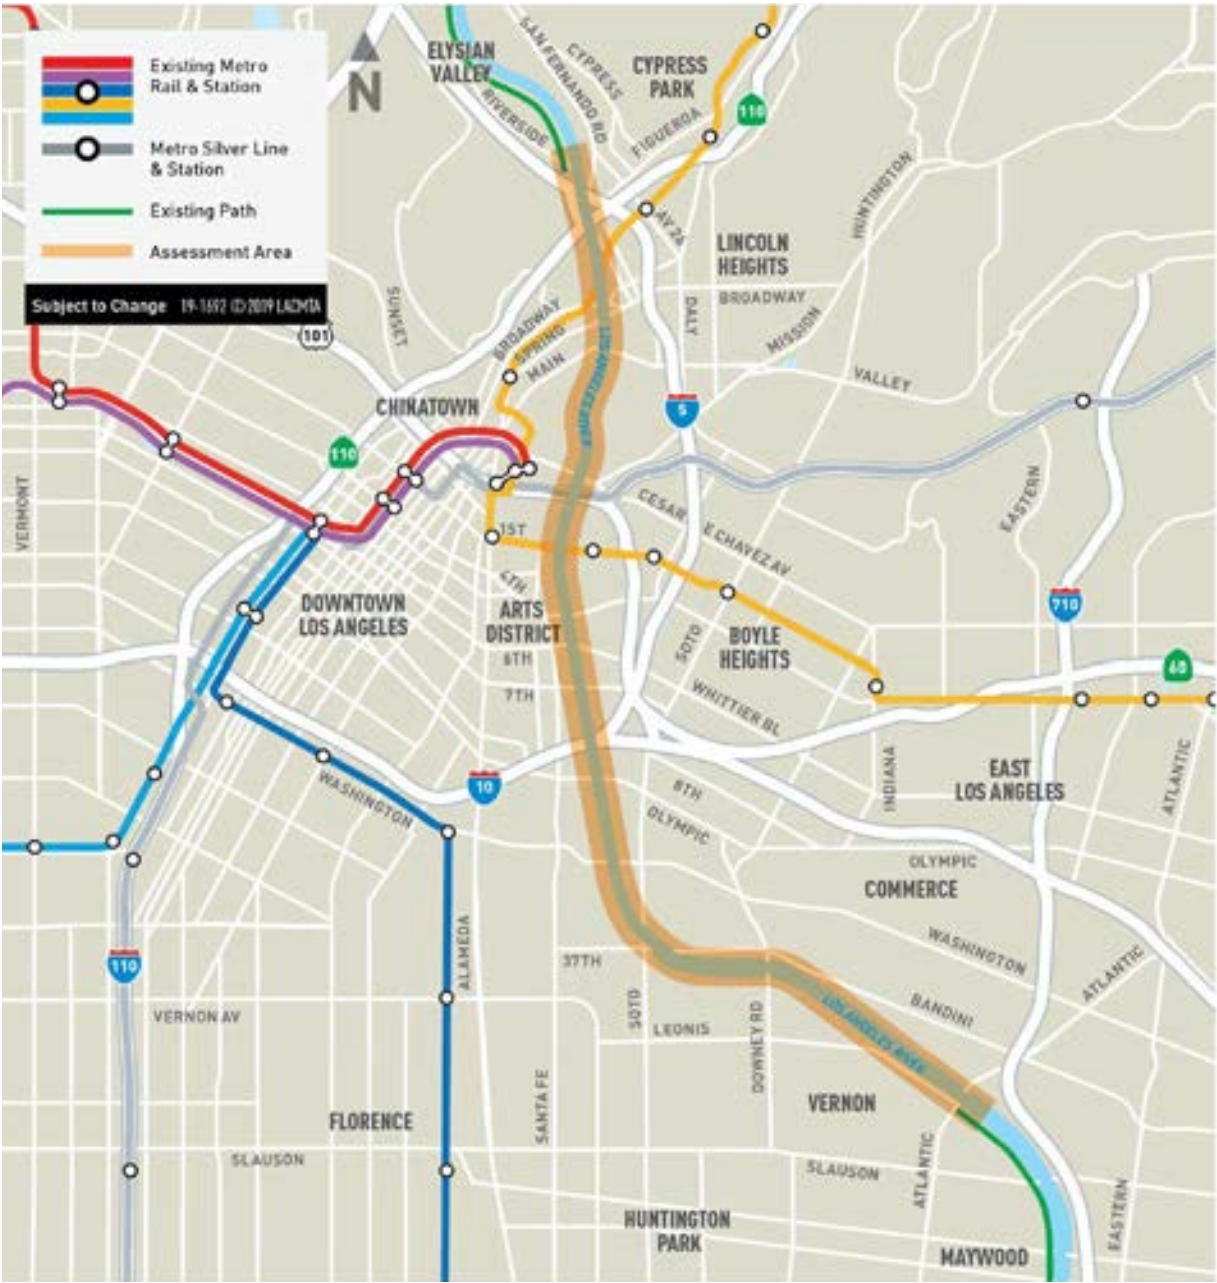 Existing Metro
Rail & Station
Metro Silver Line
& Station
Existing Path
Assessment Area
Subject to Change 19-1692 © 2019 LACMTA
N
ELYSIAN
VALLEY
RIVERSIDE
SAN FERNANDO RD
CYPRESS
CYPRESS
PARK
FIGUEROA
110
AV 26
HUNTINGTON
LINCOLN
HEIGHTS
BROADWAY
DALY
MISSION
VALLEY
101
SUNSET
BROADWAY
SPRING
MAIN
LOS ANGELES RIVER
CHINATOWN
5
110
VERMONT
CESAR E CHAVEZ AV
EASTERN
1ST
4TH
DOWNTOWN
LOS ANGELES
ARTS
DISTRICT
6TH
7TH
SOTO
BOYLE
HEIGHTS
710
60
WHITTIER BL
10
WASHINGTON
8TH
OLYMPIC
INDIANA
EAST
LOS ANGELES
ATLANTIC
OLYMPIC
COMMERCE
WASHINGTON
ATLANTIC
110
ALAMEDA
37TH
SOTO
LEONIS
DOWNEY RD
LOS ANGELES RIVER
BANDINI
VERNON AV
VERNON
SANTA FE
FLORENCE
SLAUSON
SLAUSON
ATLANTIC
EASTERN
HUNTINGTON
PARK
MAYWOOD